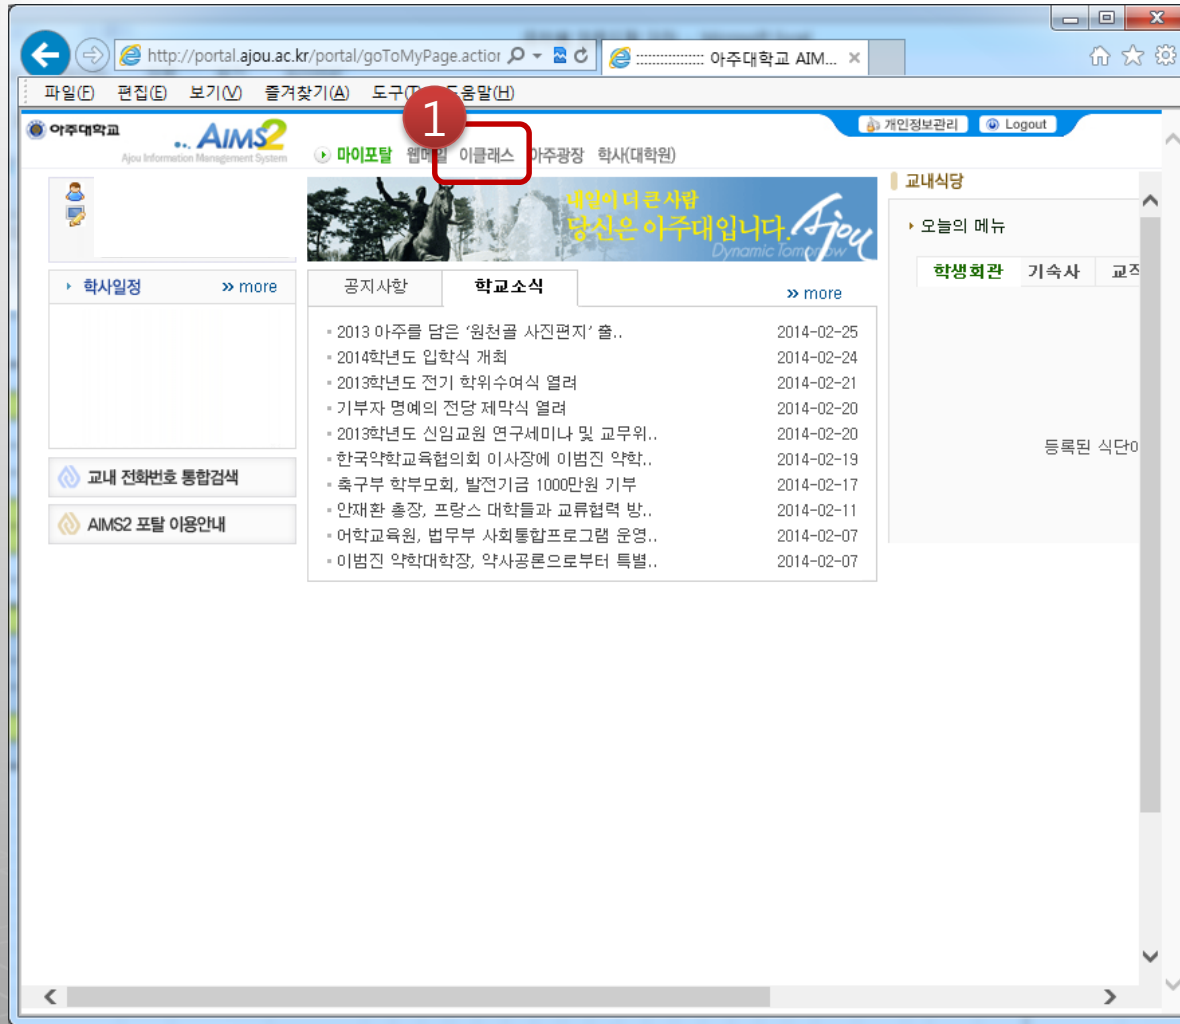 http://portal.ajou.ac.kr/portal/goToMyPage.action
아주대학교 AIM...
파일(F) 편집(E) 보기(V) 즐겨찾기(A) 도구(T) 도움말(H)
1
아주대학교
AIMS2
Ajou Information Management System
마이포탈 웹메일 이클래스 아주광장 학사(대학원)
개인정보관리 Logout
내일이 더 큰 사람
당신은 아주대입니다.
Ajou
Dynamic Tomorrow
교내식당
오늘의 메뉴
학생회관 기숙사 교직
등록된 식단이
학사일정 >> more
공지사항 학교소식 >> more
2013 아주를 담은 ‘원천골 사진편지’ 출.. 2014-02-25
2014학년도 입학식 개최 2014-02-24
2013학년도 전기 학위수여식 열려 2014-02-21
기부자 명예의 전당 제막식 열려 2014-02-20
2013학년도 신임교원 연구세미나 및 교무위.. 2014-02-20
한국약학교육협의회 이사장에 이범진 약학.. 2014-02-19
축구부 학부모회, 발전기금 1000만원 기부 2014-02-17
안재환 총장, 프랑스 대학들과 교류협력 방.. 2014-02-11
어학교육원, 법무부 사회통합프로그램 운영.. 2014-02-07
이범진 약학대학장, 약사공론으로부터 특별.. 2014-02-07
교내 전화번호 통합검색
AIMS2 포탈 이용안내